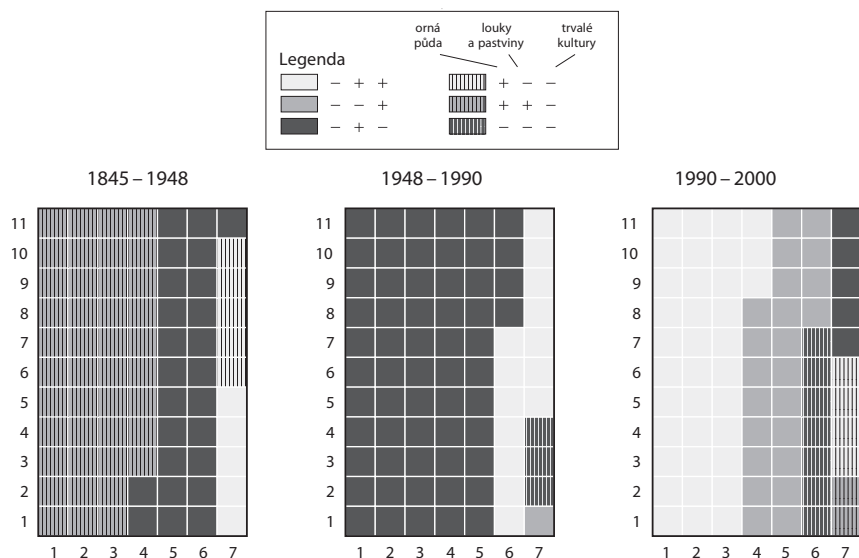 orná půda
louky a pastviny
trvalé kultury
Legenda
− + + + − −
− − + + + −
− + − − − −
1845 – 1948
1948 – 1990
1990 – 2000
11 11 11
10 10 10
9 9 9
8 8 8
7 7 7
6 6 6
5 5 5
4 4 4
3 3 3
2 2 2
1 1 1
1 2 3 4 5 6 7 1 2 3 4 5 6 7 1 2 3 4 5 6 7